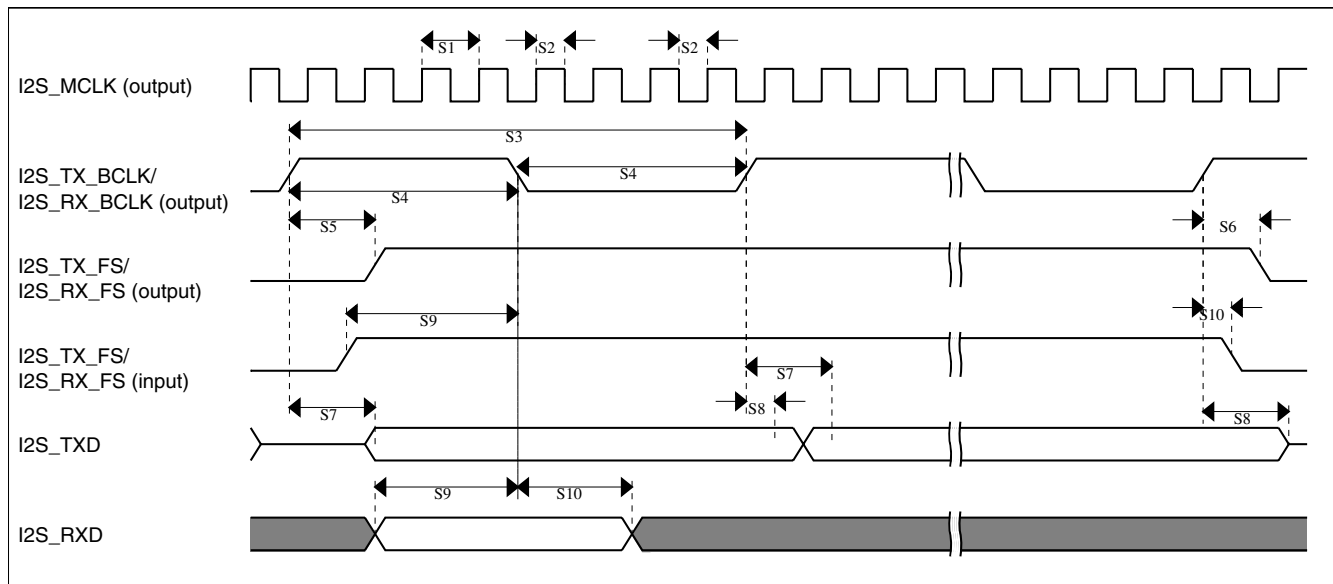 S1 S2 S2
I2S_MCLK (output)
S3
I2S_TX_BCLK/
I2S_RX_BCLK (output)
S4
S4
S5
S6
I2S_TX_FS/
I2S_RX_FS (output)
S9
S10
I2S_TX_FS/
I2S_RX_FS (input)
S7
S7
S8
S8
I2S_TXD
S9 S10
I2S_RXD